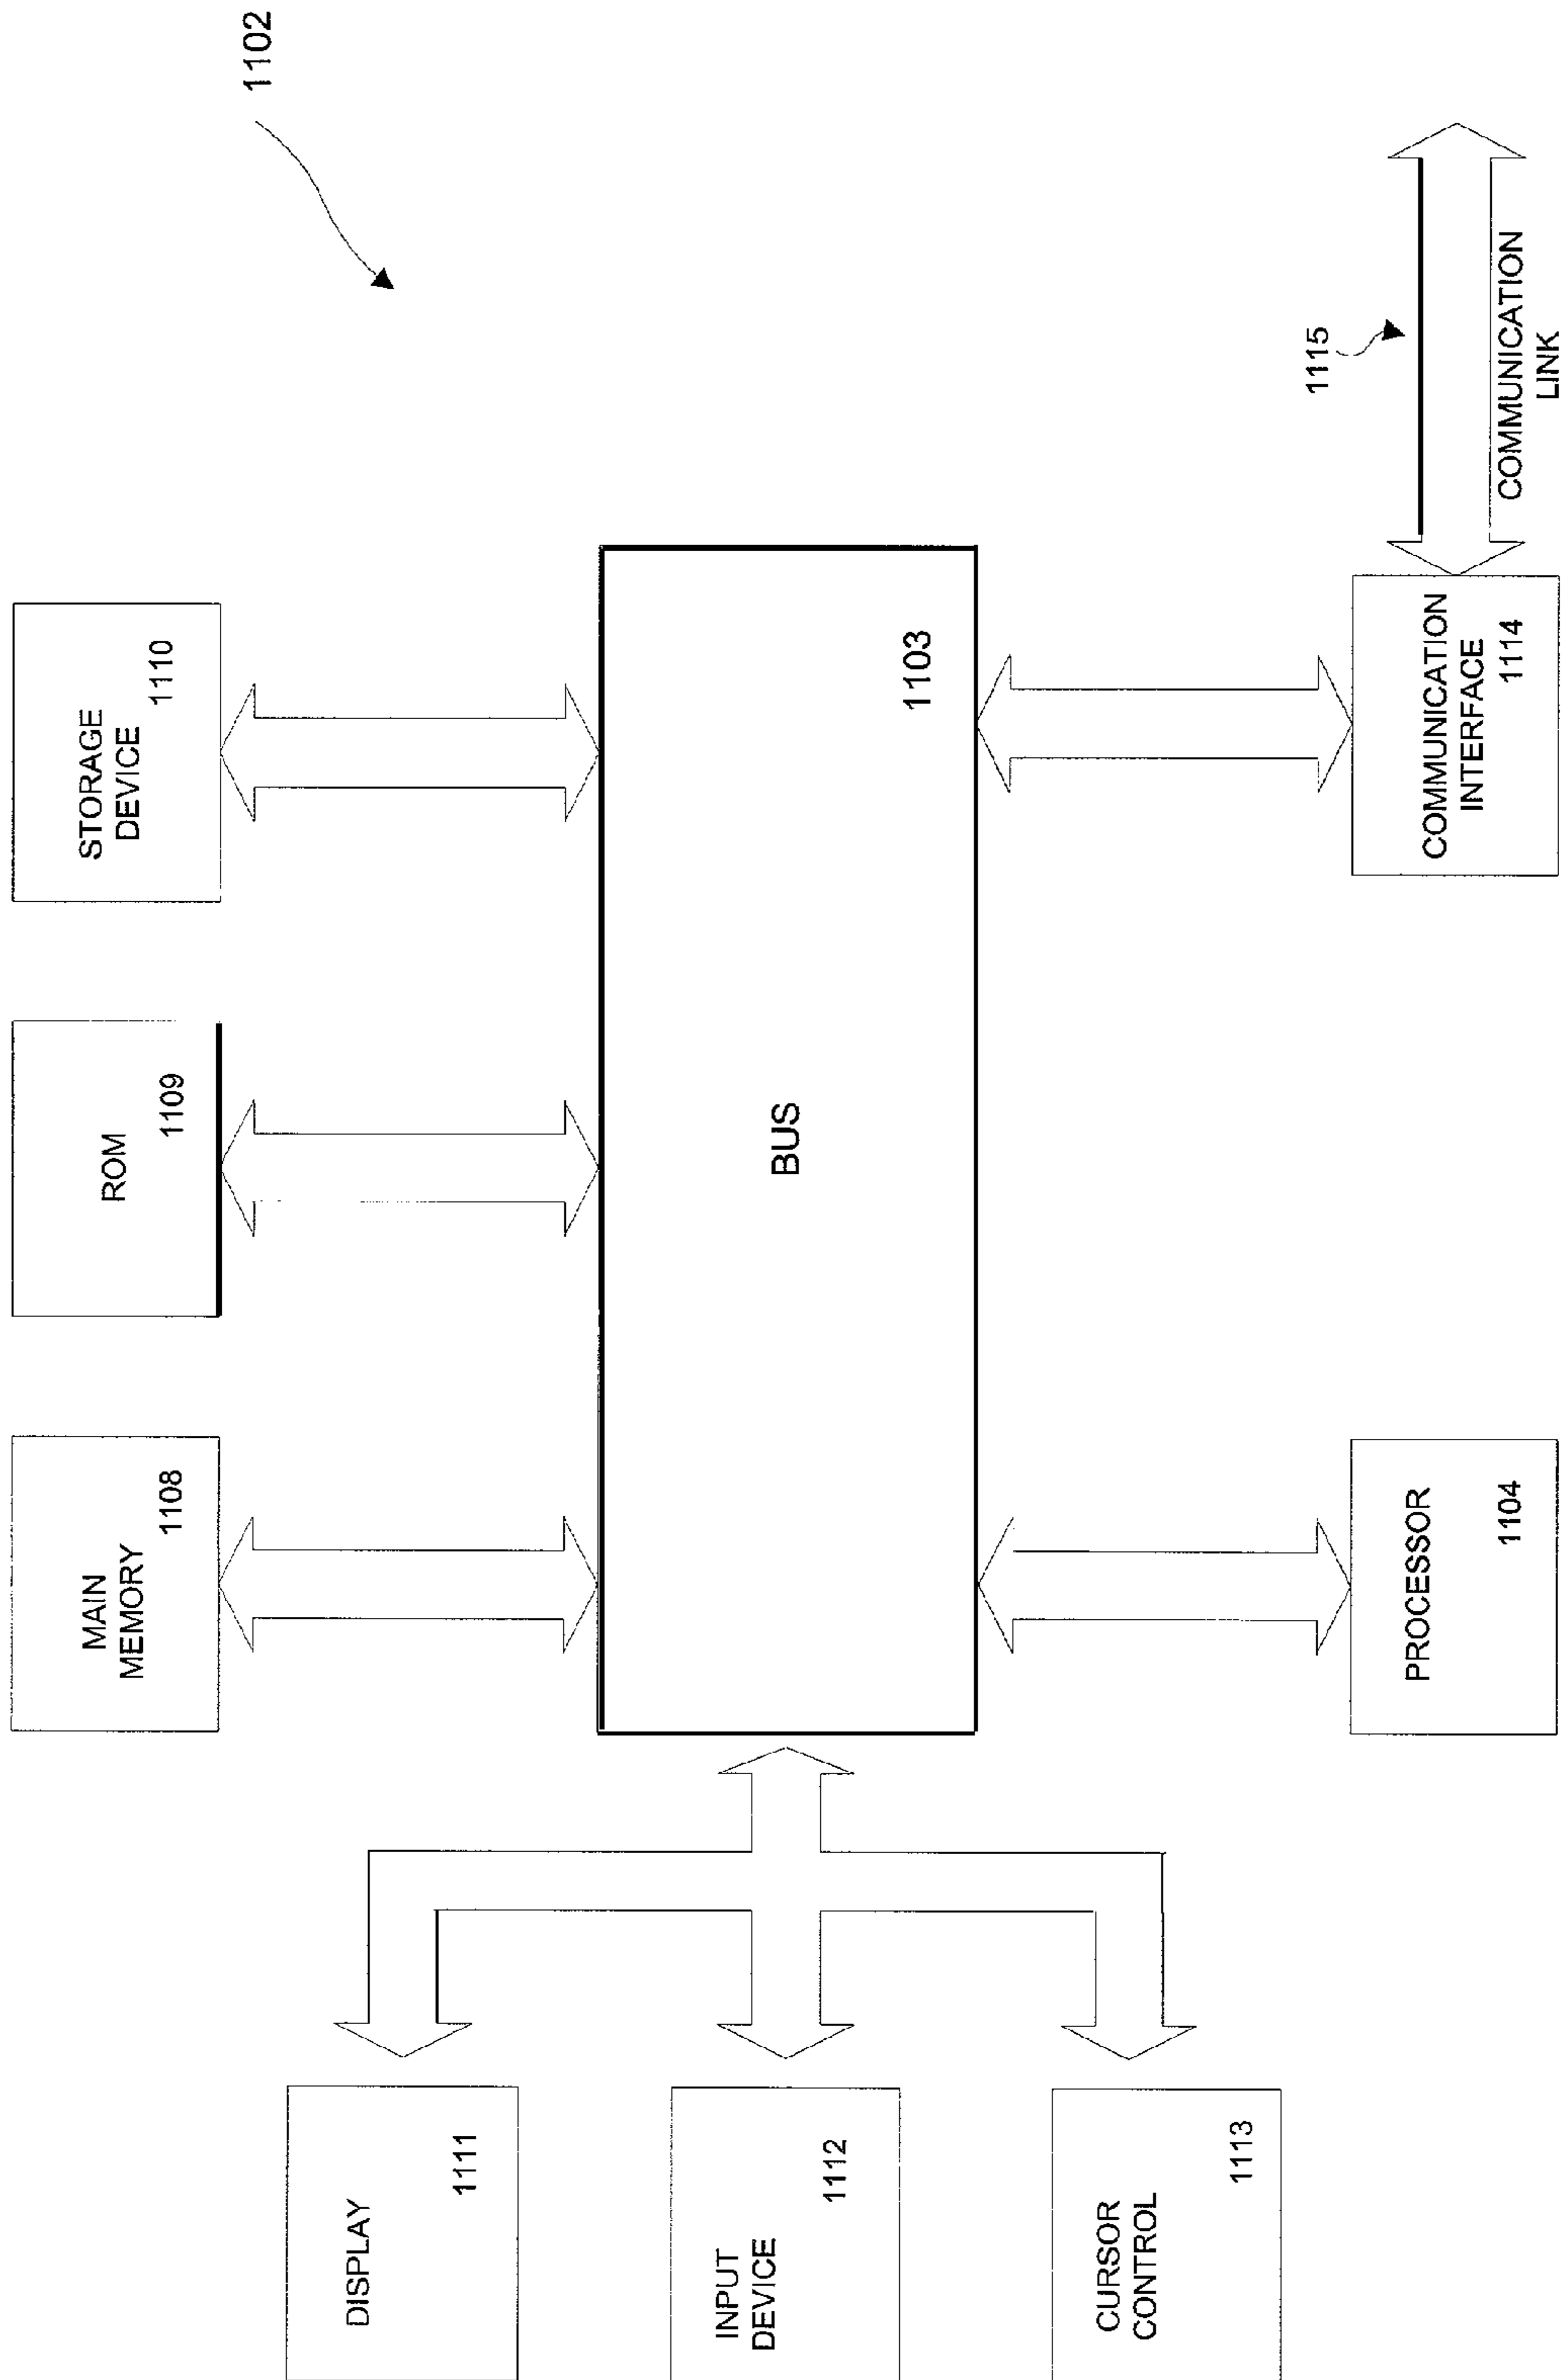 1102
MAIN
MEMORY
1108
ROM
1109
STORAGE
DEVICE
1110
DISPLAY
1111
INPUT
DEVICE
1112
CURSOR
CONTROL
1113
BUS
1103
PROCESSOR
1104
COMMUNICATION
INTERFACE
1114
1115
COMMUNICATION
LINK